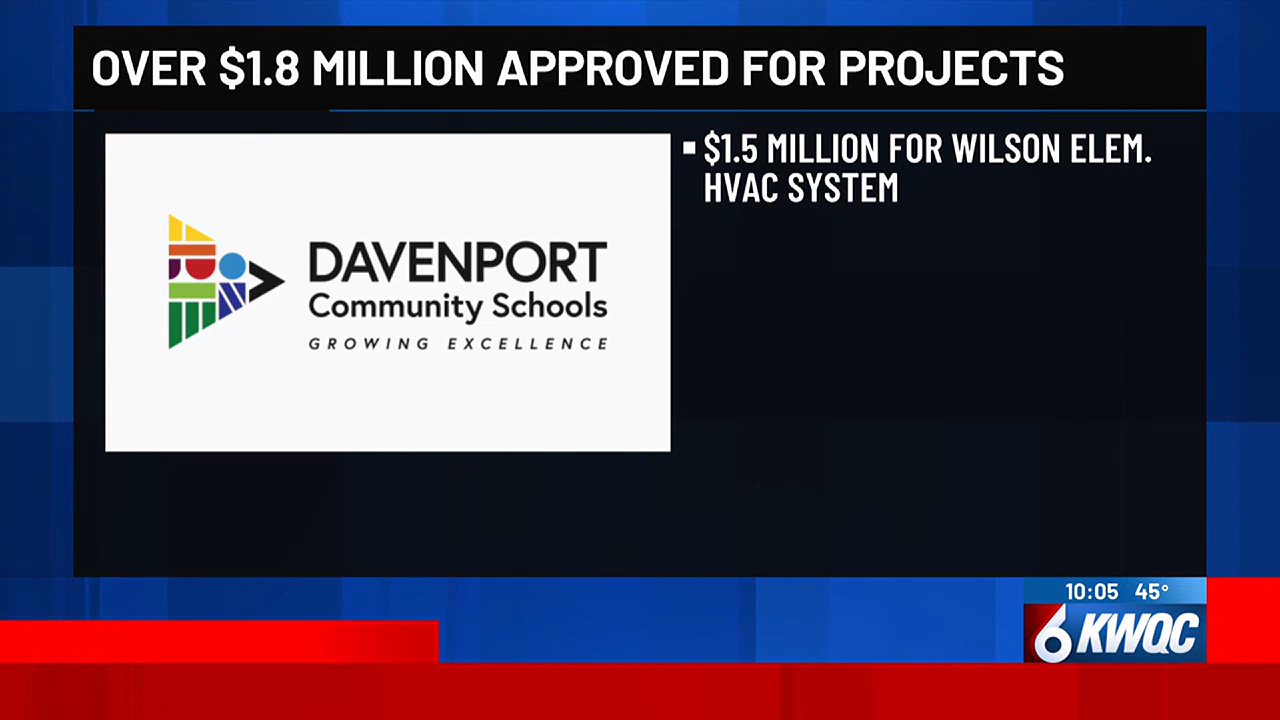 OVER $1.8 MILLION APPROVED FOR PROJECTS
DAVENPORT
Community Schools
GROWING EXCELLENCE
$1.5 MILLION FOR WILSON ELEM.
HVAC SYSTEM
10:05 45°
6 KWQC